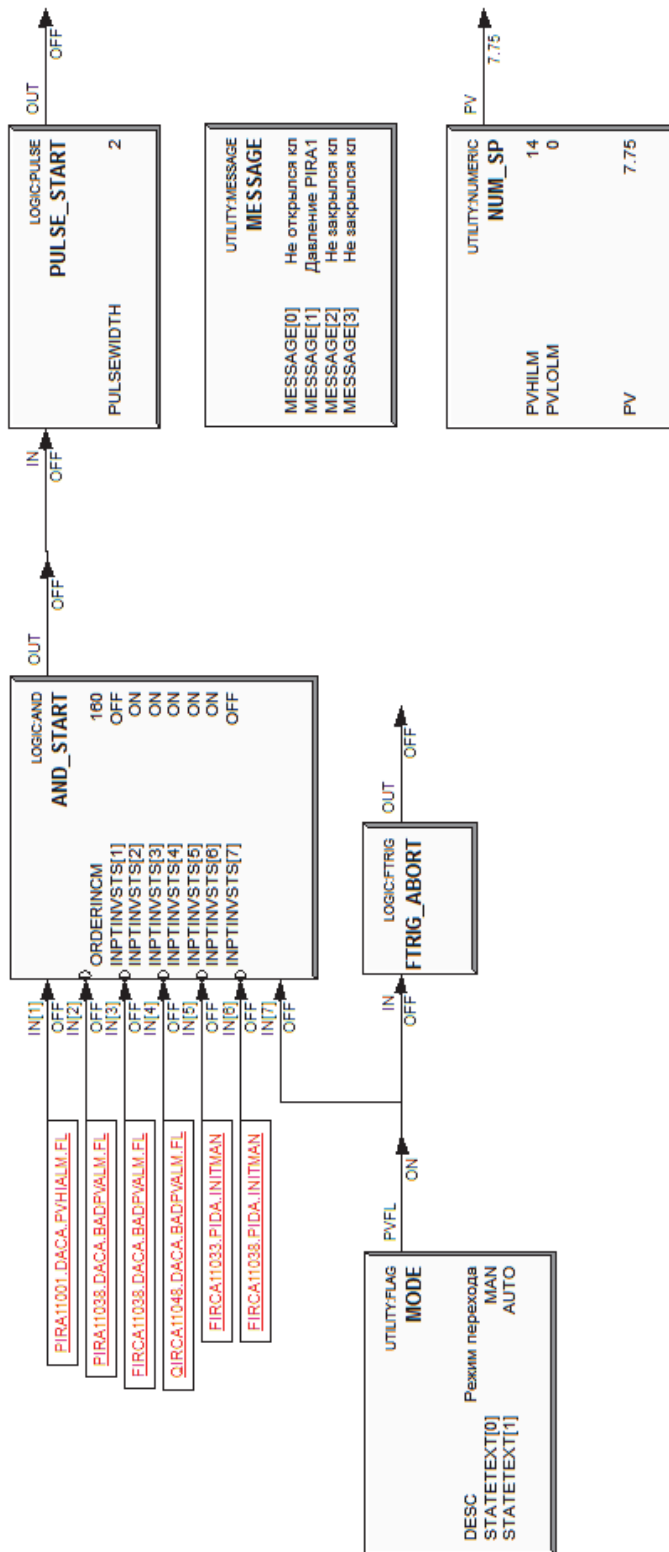 PIRA11001.DACA.PVHIALM.FL
PIRA11038.DACA.BADPVALM.FL
FIRCA11038.DACA.BADPVALM.FL
QIRCA11048.DACA.BADPVALM.FL
FIRCA11033.PIDA.INITMAN
FIRCA11038.PIDA.INITMAN
IN[1]
OFF
IN[2]
OFF
IN[3]
OFF
IN[4]
OFF
IN[5]
OFF
IN[6]
OFF
IN[7]
OFF
LOGIC:AND
AND_START
ORDERINCM 160
INPTINVSTS[1] OFF
INPTINVSTS[2] ON
INPTINVSTS[3] ON
INPTINVSTS[4] ON
INPTINVSTS[5] ON
INPTINVSTS[6] ON
INPTINVSTS[7] OFF
OUT
OFF
IN
OFF
LOGIC:PULSE
PULSE_START
PULSEWIDTH 2
OUT
OFF
UTILITY:MESSAGE
MESSAGE
MESSAGE[0] Не открылся кл
MESSAGE[1] Давление PIRA1
MESSAGE[2] Не закрылся кл
MESSAGE[3] Не закрылся кл
UTILITY:FLAG
MODE
DESC Режим перехода
STATETEXT[0] MAN
STATETEXT[1] AUTO
PVFL
ON
IN
OFF
LOGIC:FTRIG
FTRIG_ABORT
OUT
OFF
UTILITY:NUMERIC
NUM_SP
PVHILM 14
PVLOLM 0
PV 7.75
PV
7.75